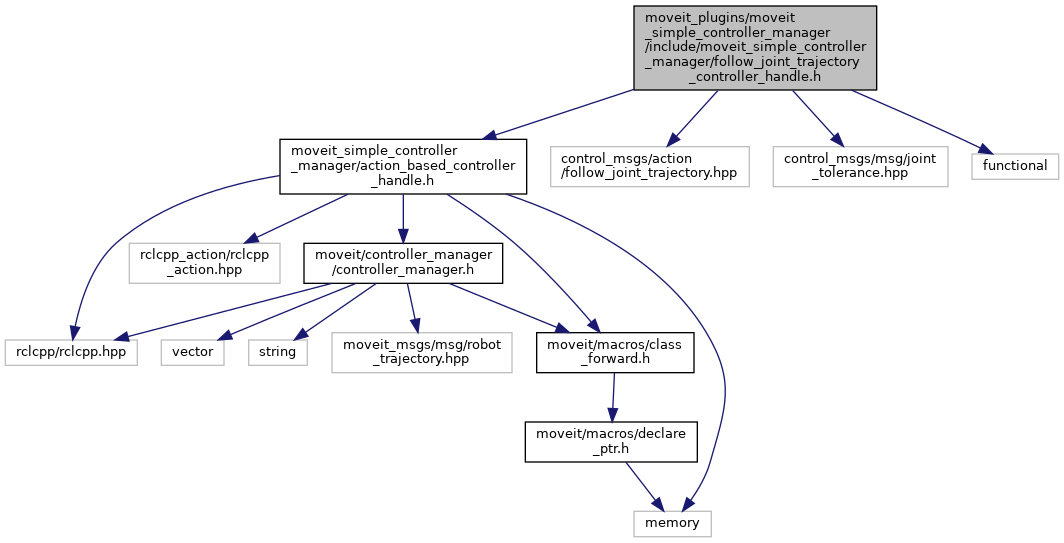 moveit_plugins/moveit
_simple_controller_manager
/include/moveit_simple_controller
_manager/follow_joint_trajectory
_controller_handle.h
moveit_simple_controller
_manager/action_based_controller
_handle.h
control_msgs/action
/follow_joint_trajectory.hpp
control_msgs/msg/joint
_tolerance.hpp
functional
rclcpp_action/rclcpp
_action.hpp
moveit/controller_manager
/controller_manager.h
rclcpp/rclcpp.hpp
vector
string
moveit_msgs/msg/robot
_trajectory.hpp
moveit/macros/class
_forward.h
moveit/macros/declare
_ptr.h
memory